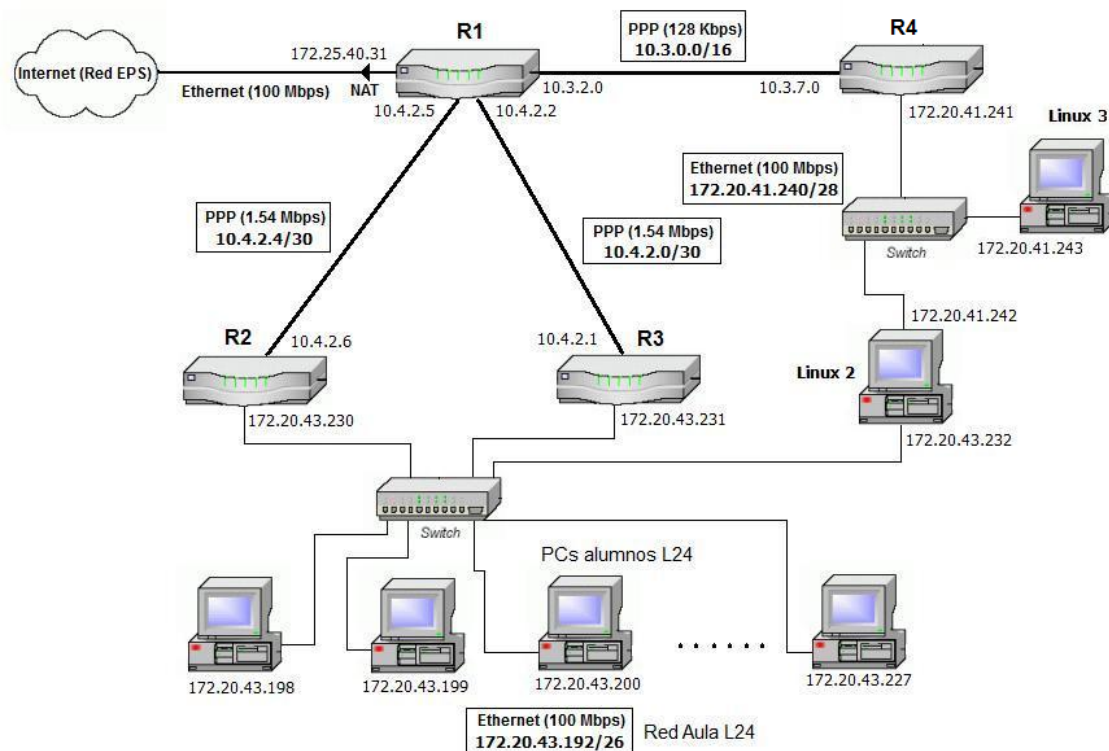 R1
PPP (128 Kbps)
10.3.0.0/16
R4
172.25.40.31
Internet (Red EPS)
Ethernet (100 Mbps)
NAT
10.4.2.5
10.4.2.2
10.3.2.0
10.3.7.0
172.20.41.241
Linux 3
Ethernet (100 Mbps)
172.20.41.240/28
PPP (1.54 Mbps)
10.4.2.4/30
PPP (1.54 Mbps)
10.4.2.0/30
Switch
172.20.41.243
172.20.41.242
R2
10.4.2.6
10.4.2.1
R3
Linux 2
172.20.43.230
172.20.43.231
172.20.43.232
Switch
PCs alumnos L24
172.20.43.198
172.20.43.199
172.20.43.200
. . . . . .
172.20.43.227
Ethernet (100 Mbps)
172.20.43.192/26
Red Aula L24